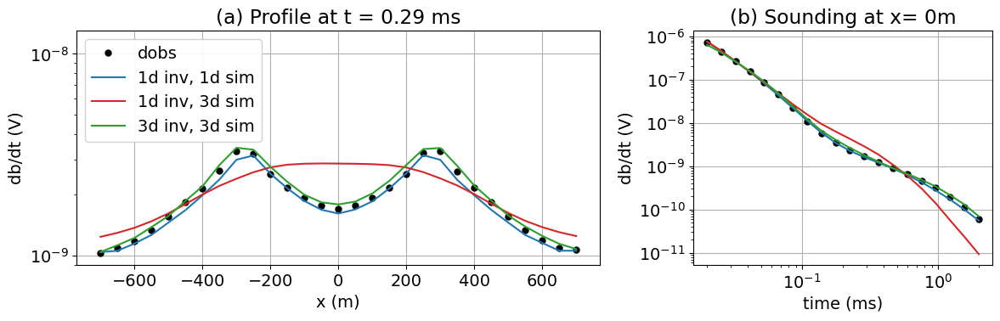 (a) Profile at t = 0.29 ms
db/dt (V)
10⁻⁸
10⁻⁹
dobs
1d inv, 1d sim
1d inv, 3d sim
3d inv, 3d sim
−600 −400 −200 0 200 400 600
x (m)
(b) Sounding at x= 0m
db/dt (V)
10⁻⁶
10⁻⁷
10⁻⁸
10⁻⁹
10⁻¹⁰
10⁻¹¹
10⁻¹ 10⁰
time (ms)